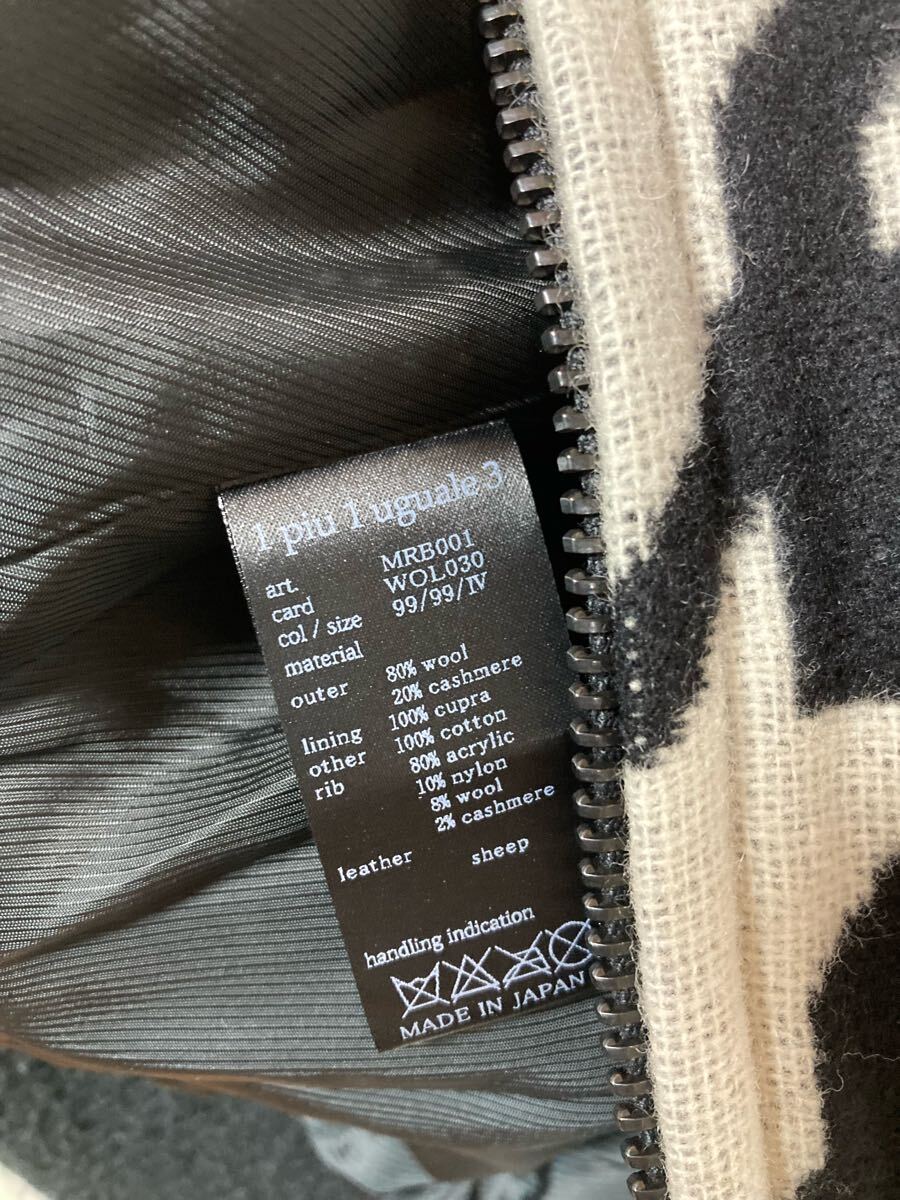 1 piu 1 uguale 3
art. MRB001
card WOL030
col / size 99/99/IV
material
outer 80% wool
20% cashmere
lining 100% cupra
other 100% cotton
rib 80% acrylic
10% nylon
8% wool
2% cashmere
leather sheep
handling indication
MADE IN JAPAN